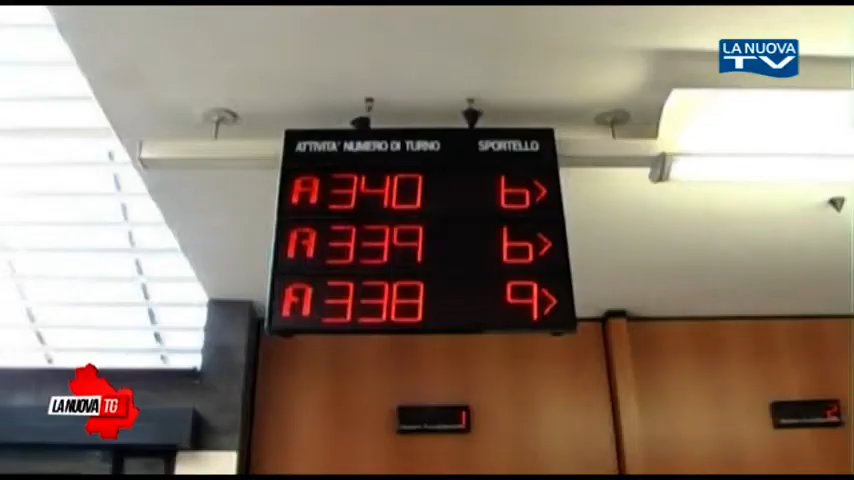 LA NUOVA
TV
ATTIVITA' NUMERO DI TURNO SPORTELLO
A 340 6>
A 339 6>
A 338 9>
LA NUOVA TG
1
2